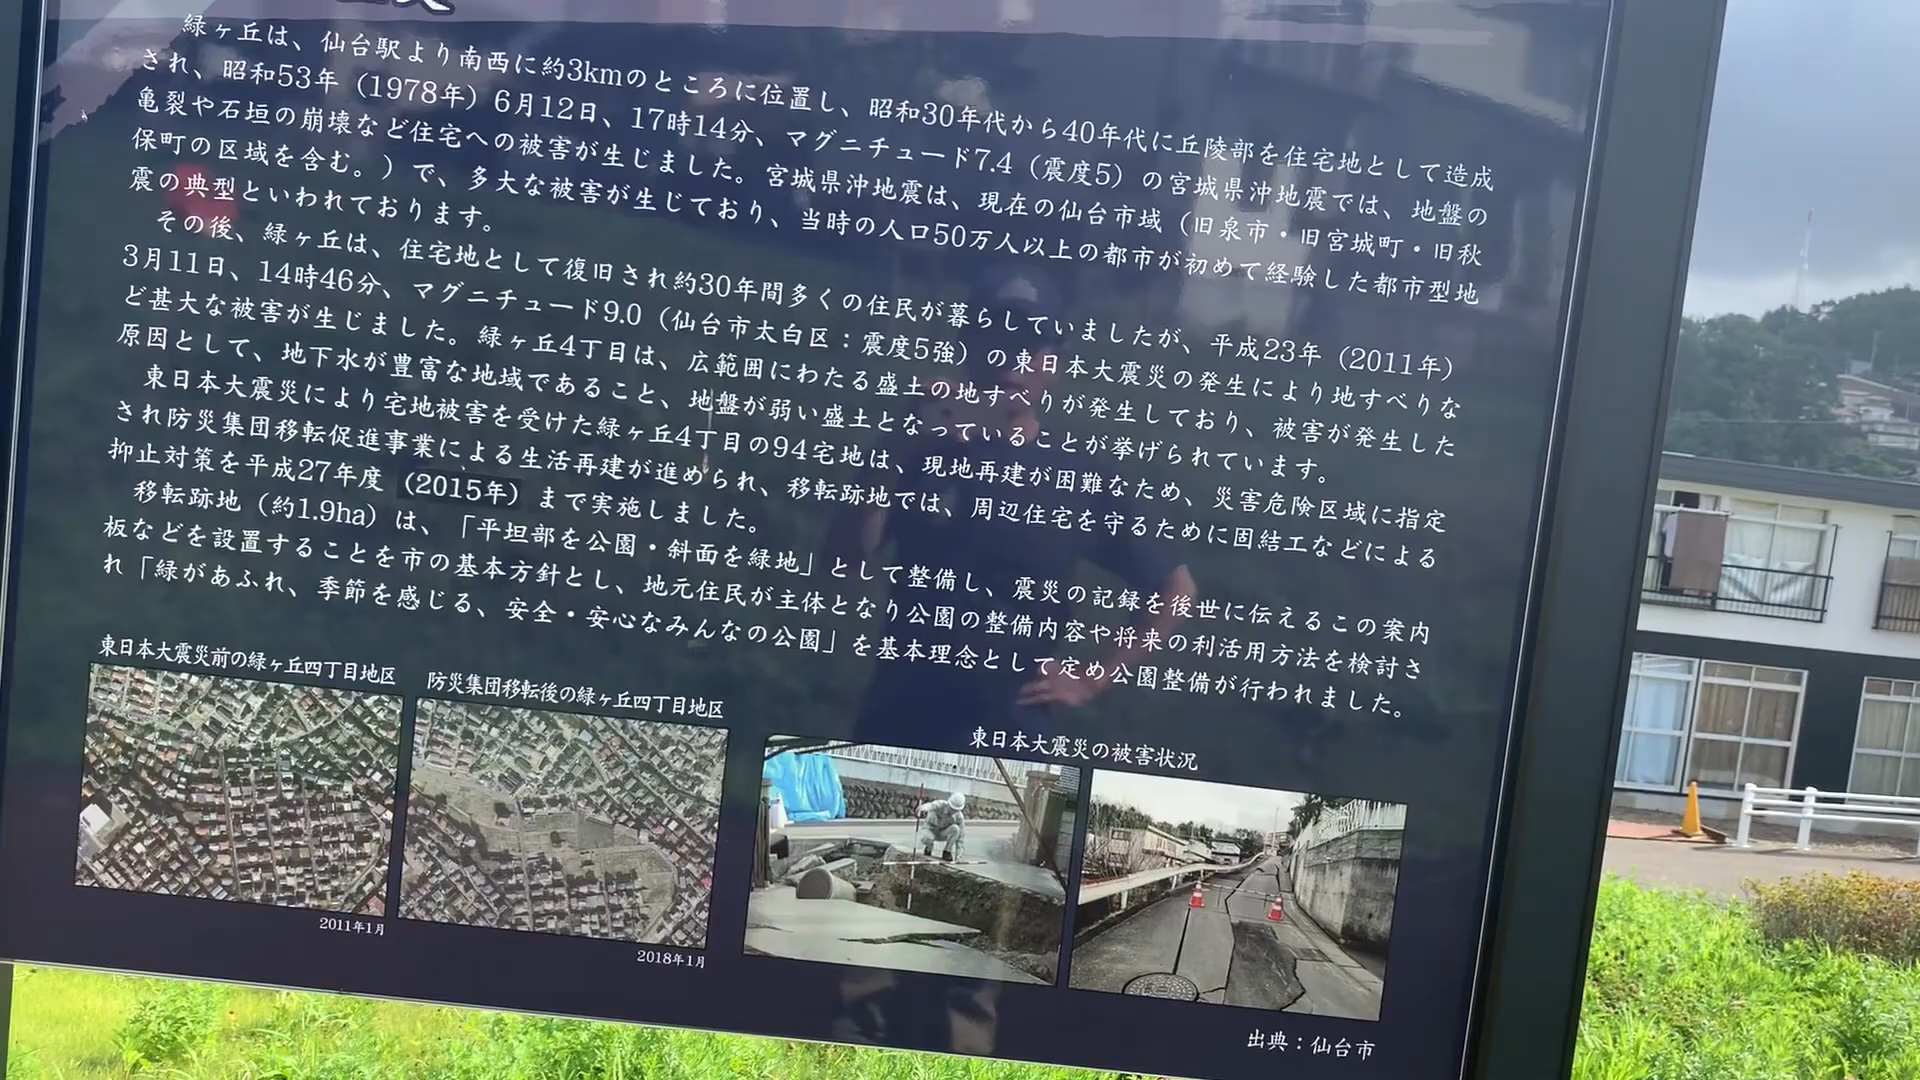 緑ヶ丘は、仙台駅より南西に約3kmのところに位置し、昭和30年代から40年代に丘陵部を住宅地として造成
され、昭和53年（1978年）6月12日、17時14分、マグニチュード7.4（震度5）の宮城県沖地震では、地盤の
亀裂や石垣の崩壊など住宅への被害が生じました。宮城県沖地震は、現在の仙台市域（旧泉市・旧宮城町・旧秋
保町の区域を含む。）で、多大な被害が生じており、当時の人口50万人以上の都市が初めて経験した都市型地
震の典型といわれております。
その後、緑ヶ丘は、住宅地として復旧され約30年間多くの住民が暮らしていましたが、平成23年（2011年）
3月11日、14時46分、マグニチュード9.0（仙台市太白区：震度5強）の東日本大震災の発生により地すべりな
ど甚大な被害が生じました。緑ヶ丘4丁目は、広範囲にわたる盛土の地すべりが発生しており、被害が発生した
原因として、地下水が豊富な地域であること、地盤が弱い盛土となっていることが挙げられています。
東日本大震災により宅地被害を受けた緑ヶ丘4丁目の94宅地は、現地再建が困難なため、災害危険区域に指定
され防災集団移転促進事業による生活再建が進められ、移転跡地では、周辺住宅を守るために固結工などによる
抑止対策を平成27年度（2015年）まで実施しました。
移転跡地（約1.9ha）は、「平坦部を公園・斜面を緑地」として整備し、震災の記録を後世に伝えるこの案内
板などを設置することを市の基本方針とし、地元住民が主体となり公園の整備内容や将来の利活用方法を検討さ
れ「緑があふれ、季節を感じる、安全・安心なみんなの公園」を基本理念として定め公園整備が行われました。
東日本大震災前の緑ヶ丘四丁目地区
防災集団移転後の緑ヶ丘四丁目地区
東日本大震災の被害状況
2011年1月
2018年1月
出典：仙台市